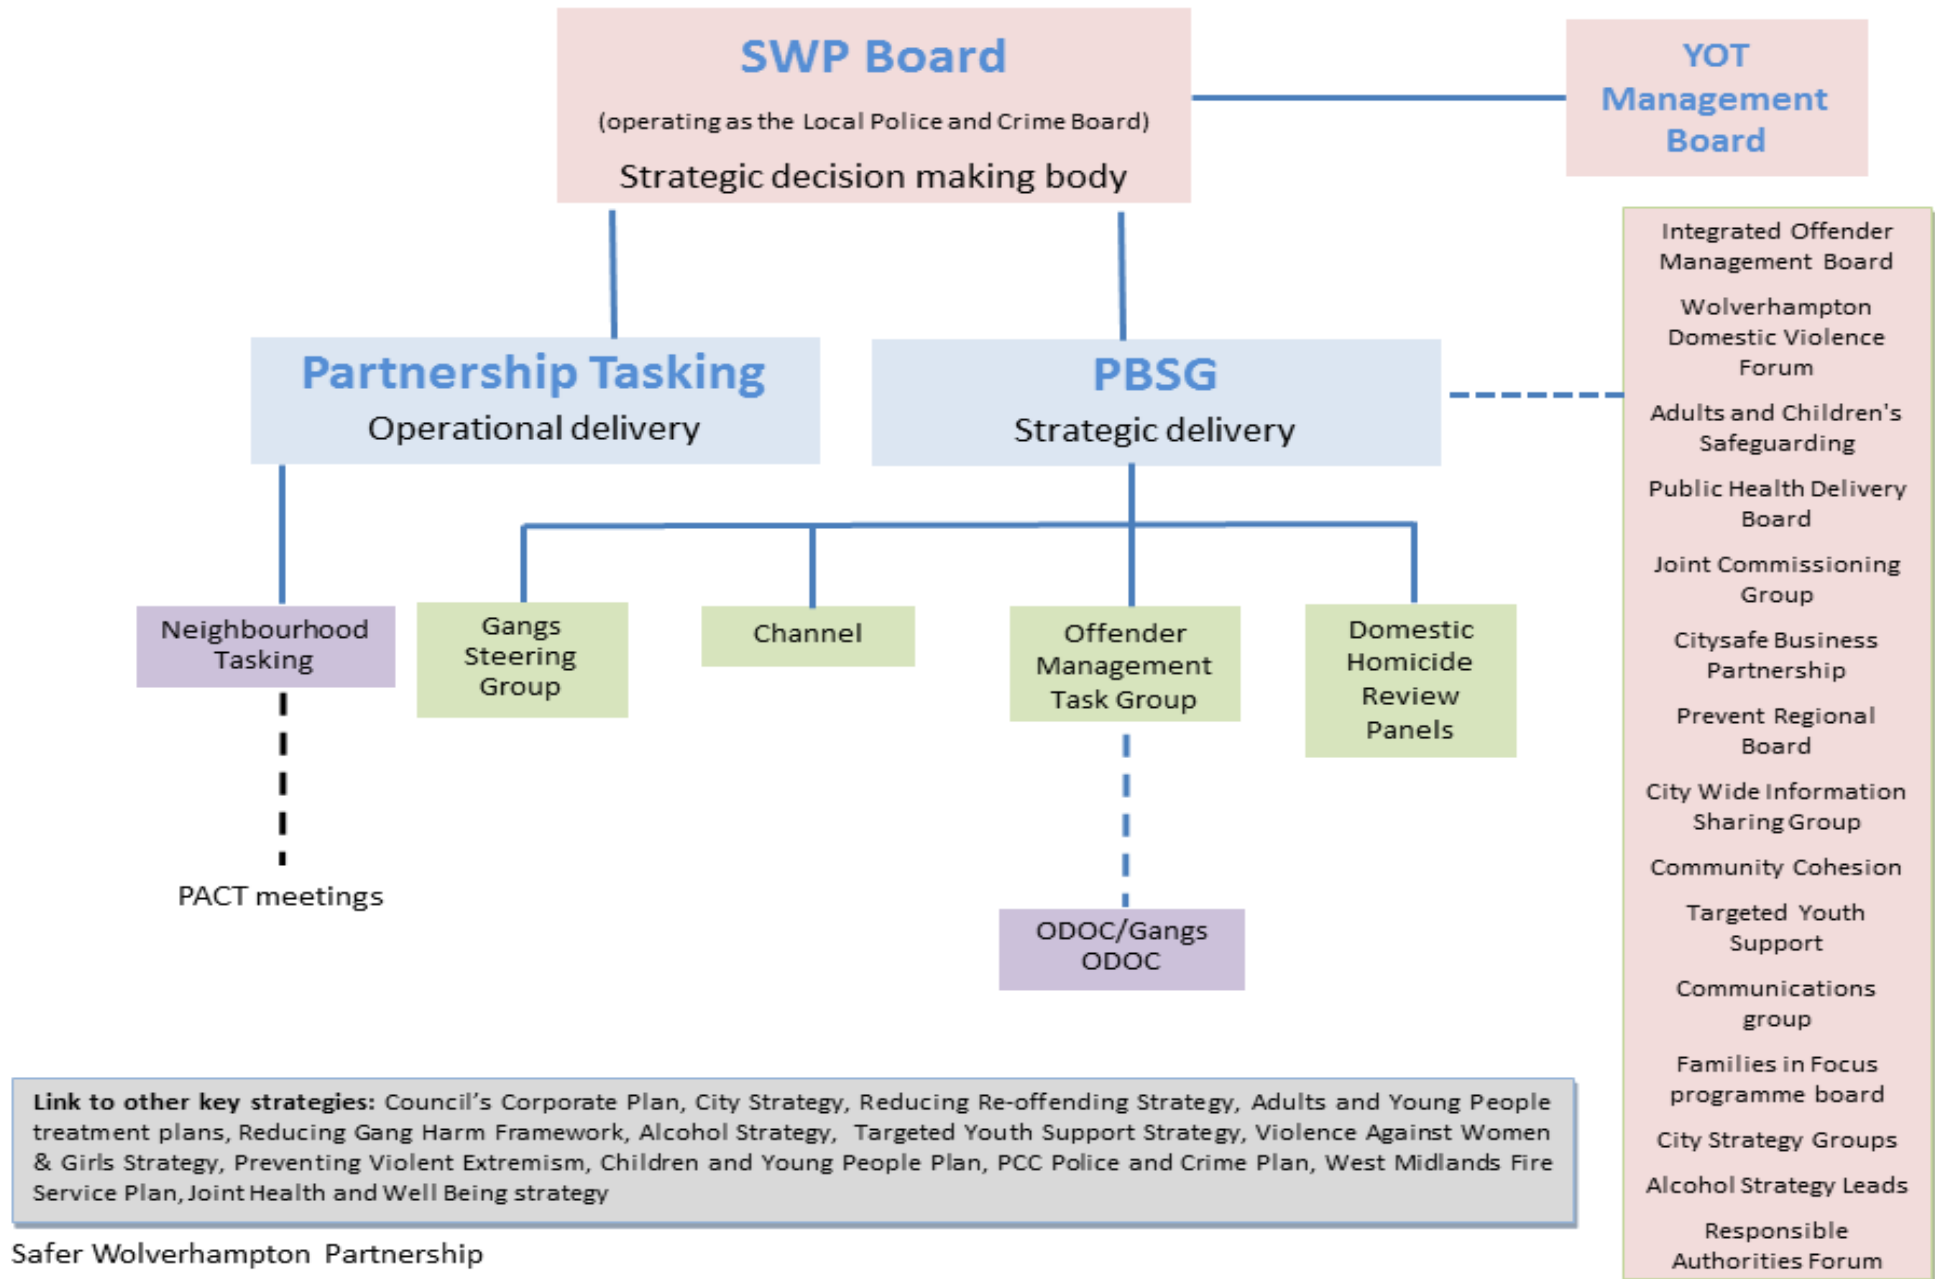 SWP Board
(operating as the Local Police and Crime Board)
Strategic decision making body
YOT
Management
Board
Partnership Tasking
Operational delivery
PBSG
Strategic delivery
Neighbourhood
Tasking
Gangs
Steering
Group
Channel
Offender
Management
Task Group
Domestic
Homicide
Review
Panels
PACT meetings
ODOC/Gangs
ODOC
Integrated Offender
Management Board
Wolverhampton
Domestic Violence
Forum
Adults and Children's
Safeguarding
Public Health Delivery
Board
Joint Commissioning
Group
Citysafe Business
Partnership
Prevent Regional
Board
City Wide Information
Sharing Group
Community Cohesion
Targeted Youth
Support
Communications
group
Families in Focus
programme board
City Strategy Groups
Alcohol Strategy Leads
Responsible
Authorities Forum
Link to other key strategies: Council’s Corporate Plan, City Strategy, Reducing Re-offending Strategy, Adults and Young People
treatment plans, Reducing Gang Harm Framework, Alcohol Strategy, Targeted Youth Support Strategy, Violence Against Women
& Girls Strategy, Preventing Violent Extremism, Children and Young People Plan, PCC Police and Crime Plan, West Midlands Fire
Service Plan, Joint Health and Well Being strategy
Safer Wolverhampton Partnership